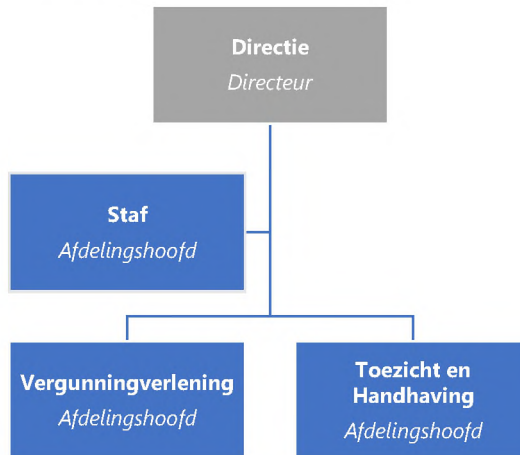 Directie
Directeur
Staf
Afdelingshoofd
Vergunningverlening
Afdelingshoofd
Toezicht en
Handhaving
Afdelingshoofd